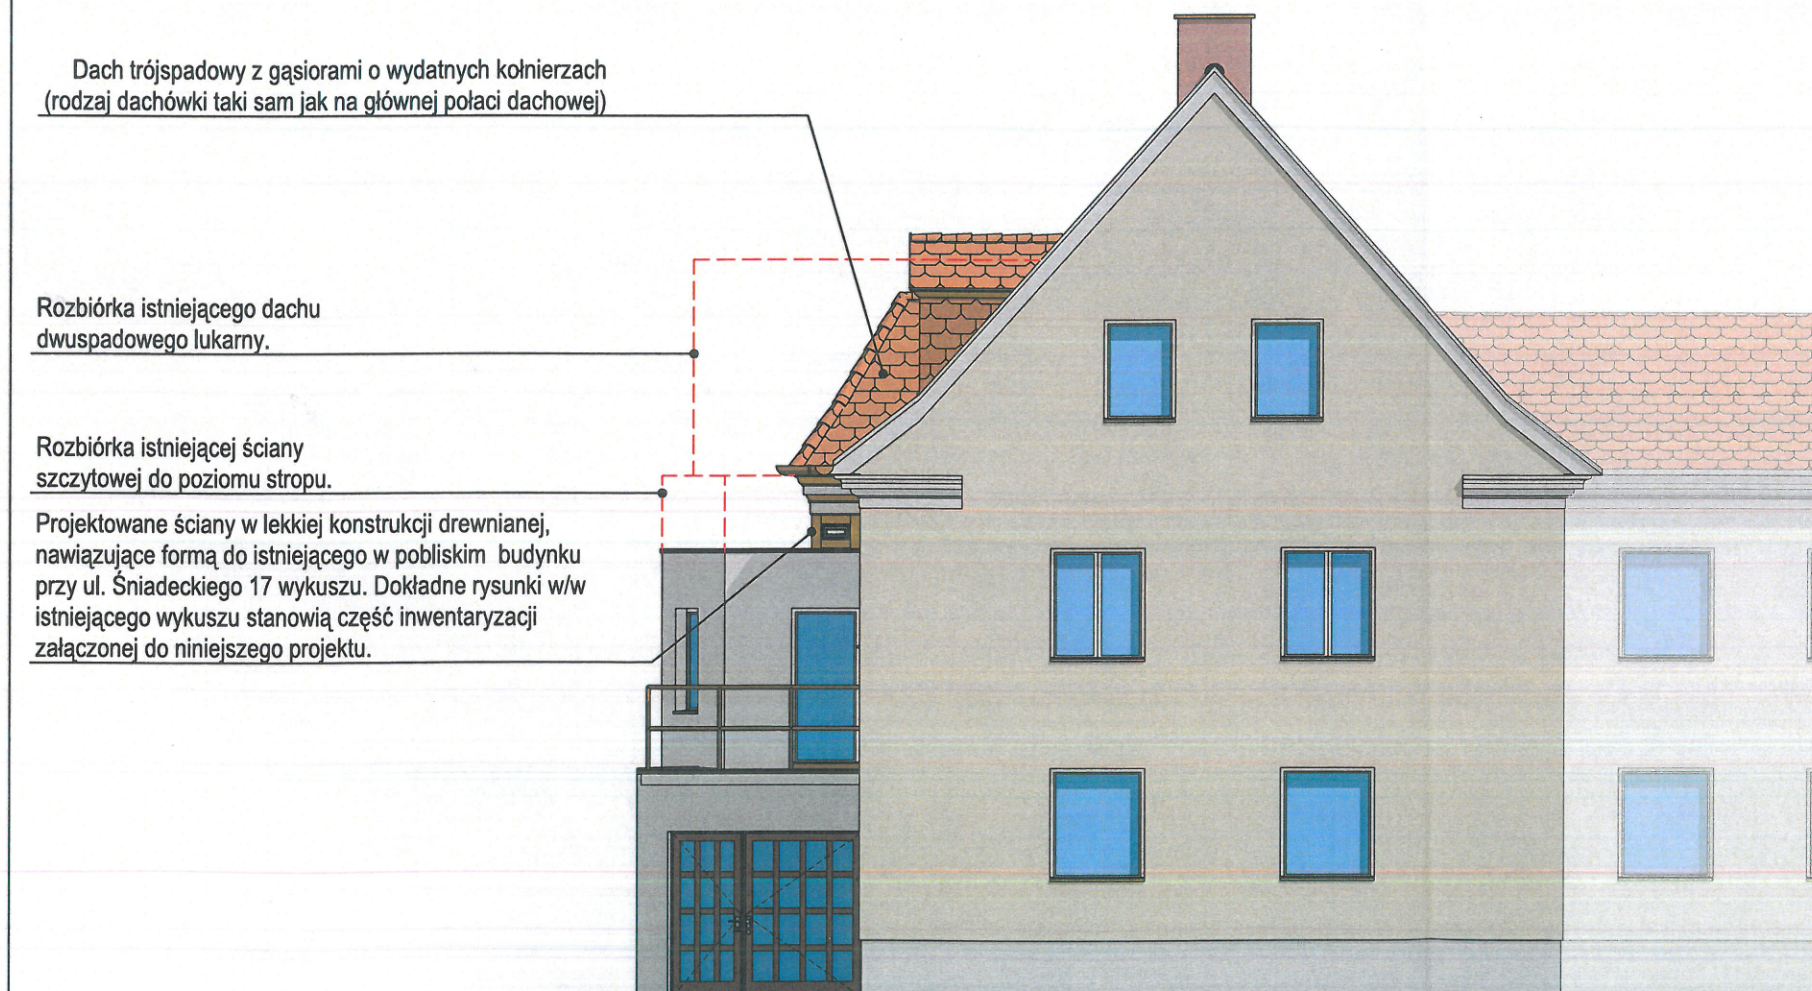 Dach trójspadowy z gąsiorami o wydatnych kołnierzach
(rodzaj dachówki taki sam jak na głównej połaci dachowej)
Rozbiórka istniejącego dachu
dwuspadowego lukarny.
Rozbiórka istniejącej ściany
szczytowej do poziomu stropu.
Projektowane ściany w lekkiej konstrukcji drewnianej,
nawiązujące formą do istniejącego w pobliskim budynku
przy ul. Śniadeckiego 17 wykuszu. Dokładne rysunki w/w
istniejącego wykuszu stanowią część inwentaryzacji
załączonej do niniejszego projektu.